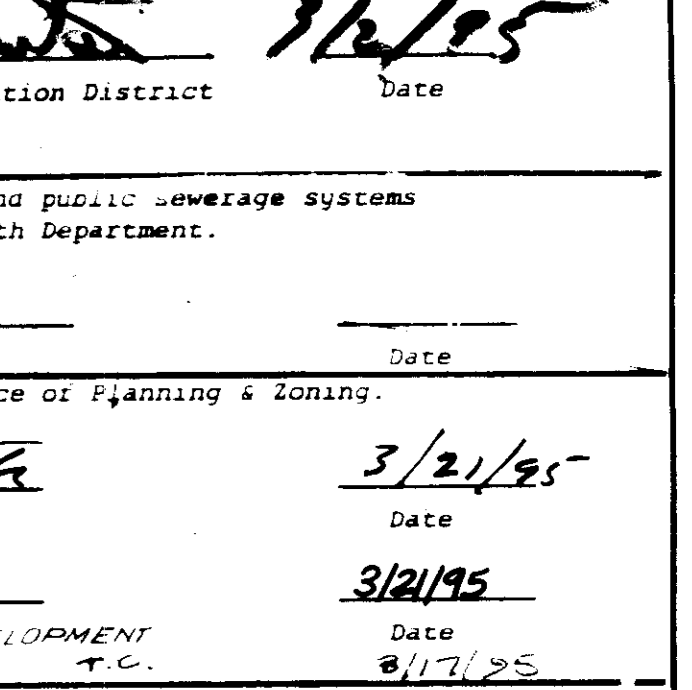 3/2/95
tion District Date
nd public sewerage systems
th Department.
Date
ce of Planning & Zoning.
3/21/95
Date
3/21/95
LOPMENT Date
T.C. 3/17/95